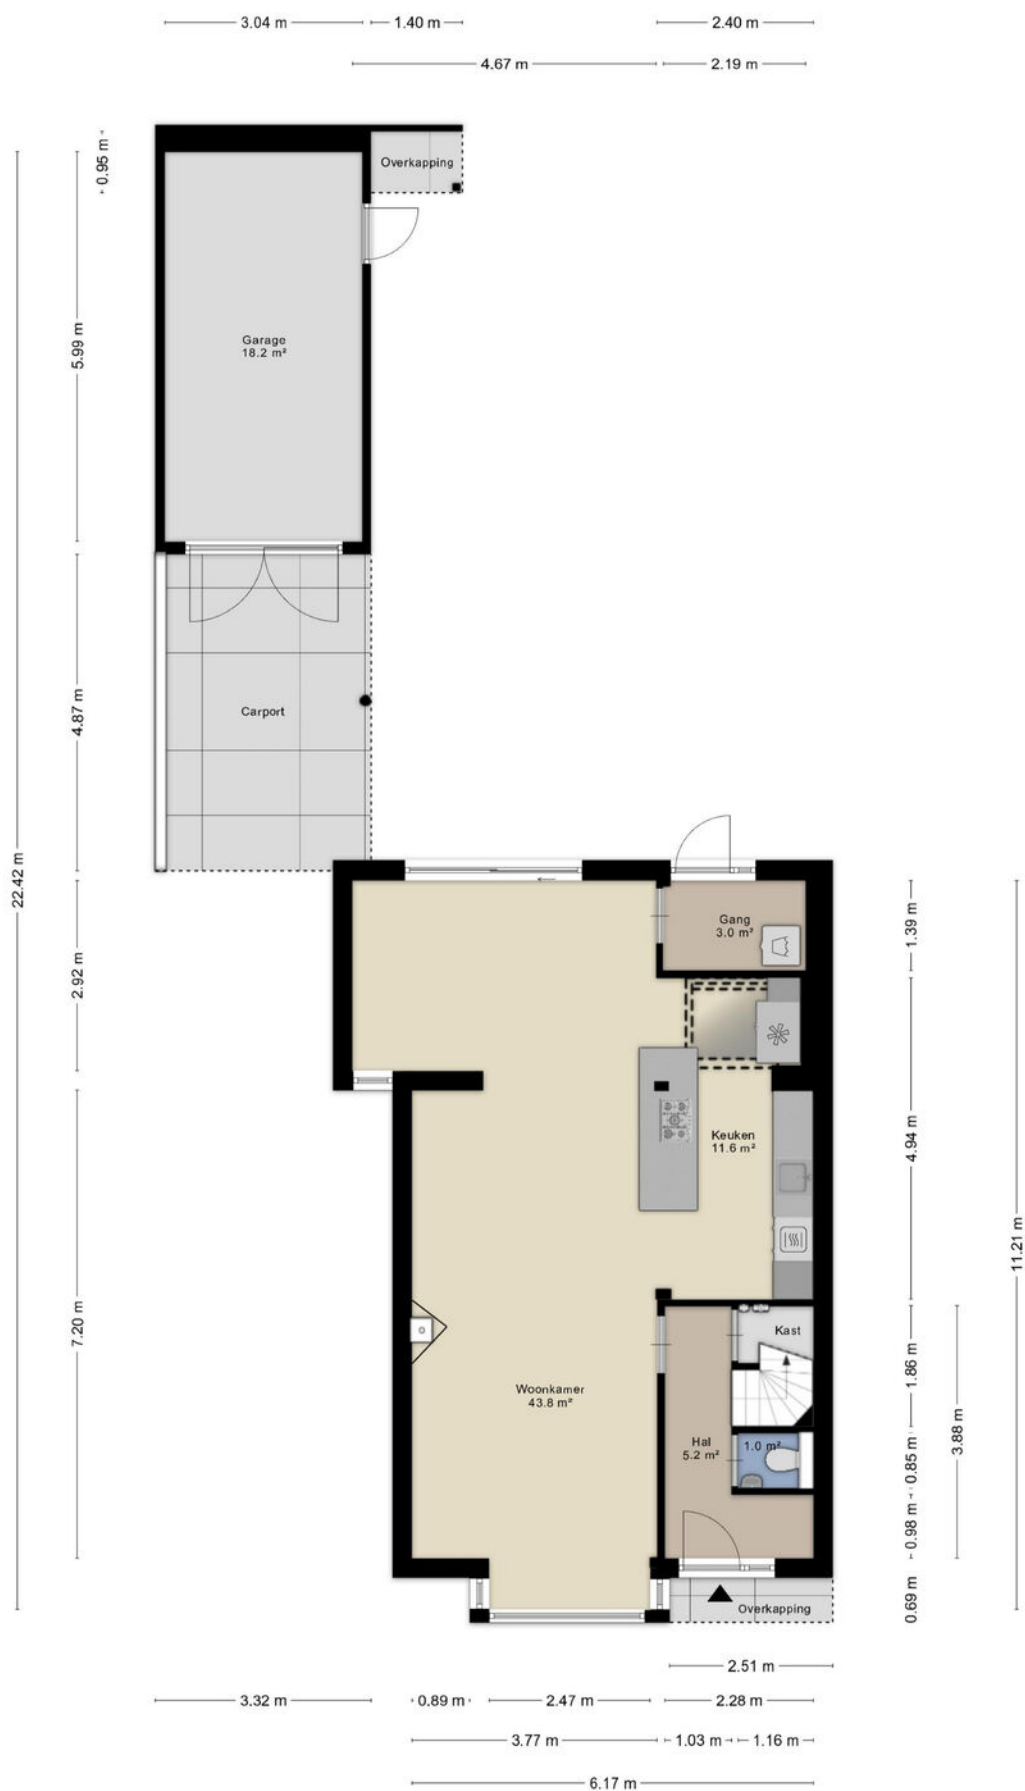 3.04 m
1.40 m
2.40 m
4.67 m
2.19 m
0.95 m
Overkapping
5.99 m
Garage
18.2 m²
4.87 m
Carport
22.42 m
2.92 m
Gang
3.0 m²
1.39 m
Keuken
11.6 m²
4.94 m
11.21 m
7.20 m
Kast
1.86 m
Woonkamer
43.8 m²
3.88 m
Hal
5.2 m²
1.0 m²
0.85 m
0.98 m
0.69 m
Overkapping
2.51 m
3.32 m
0.89 m
2.47 m
2.28 m
3.77 m
1.03 m
1.16 m
6.17 m